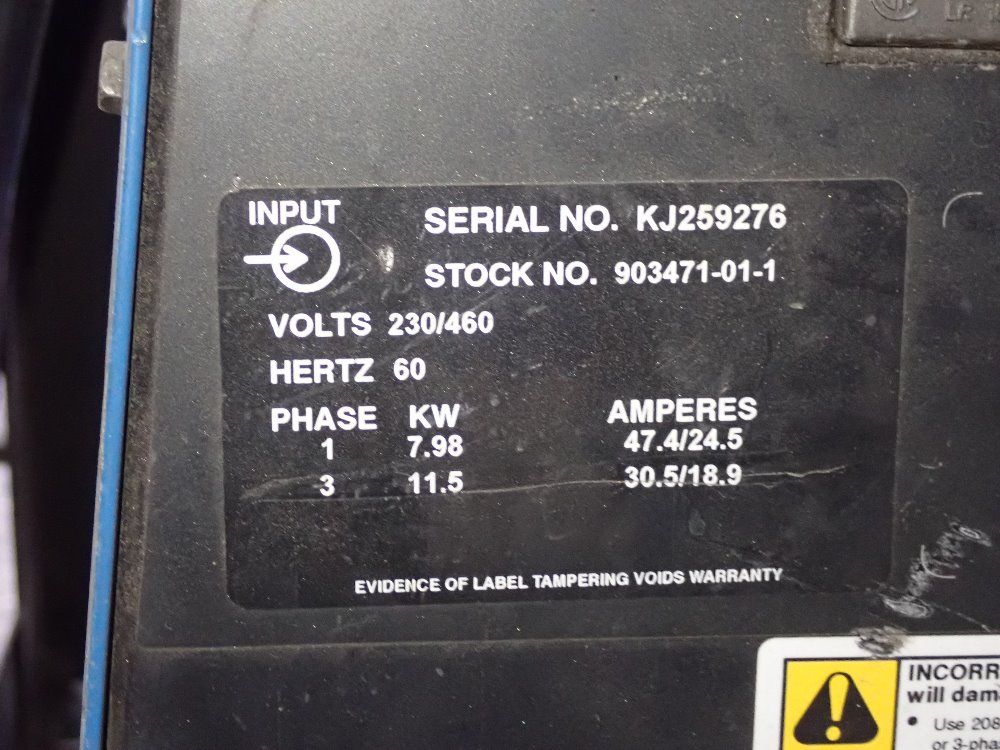 LR
INPUT
SERIAL NO. KJ259276
STOCK NO. 903471-01-1
VOLTS 230/460
HERTZ 60
PHASE KW AMPERES
1 7.98 47.4/24.5
3 11.5 30.5/18.9
EVIDENCE OF LABEL TAMPERING VOIDS WARRANTY
INCORR
will dam
• Use 208
or 3-pha